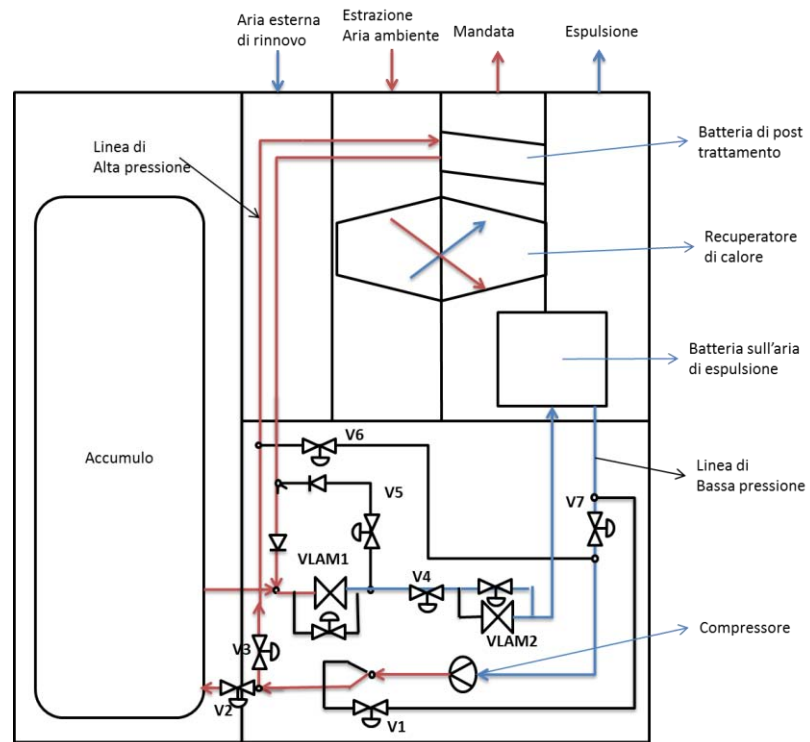 Aria esterna
di rinnovo
Estrazione
Aria ambiente
Mandata
Espulsione
Linea di
Alta pressione
Batteria di post
trattamento
Recuperatore
di calore
Batteria sull'aria
di espulsione
Accumulo
V6
Linea di
Bassa pressione
V5
V7
VLAM1
V4
VLAM2
Compressore
V3
V2
V1